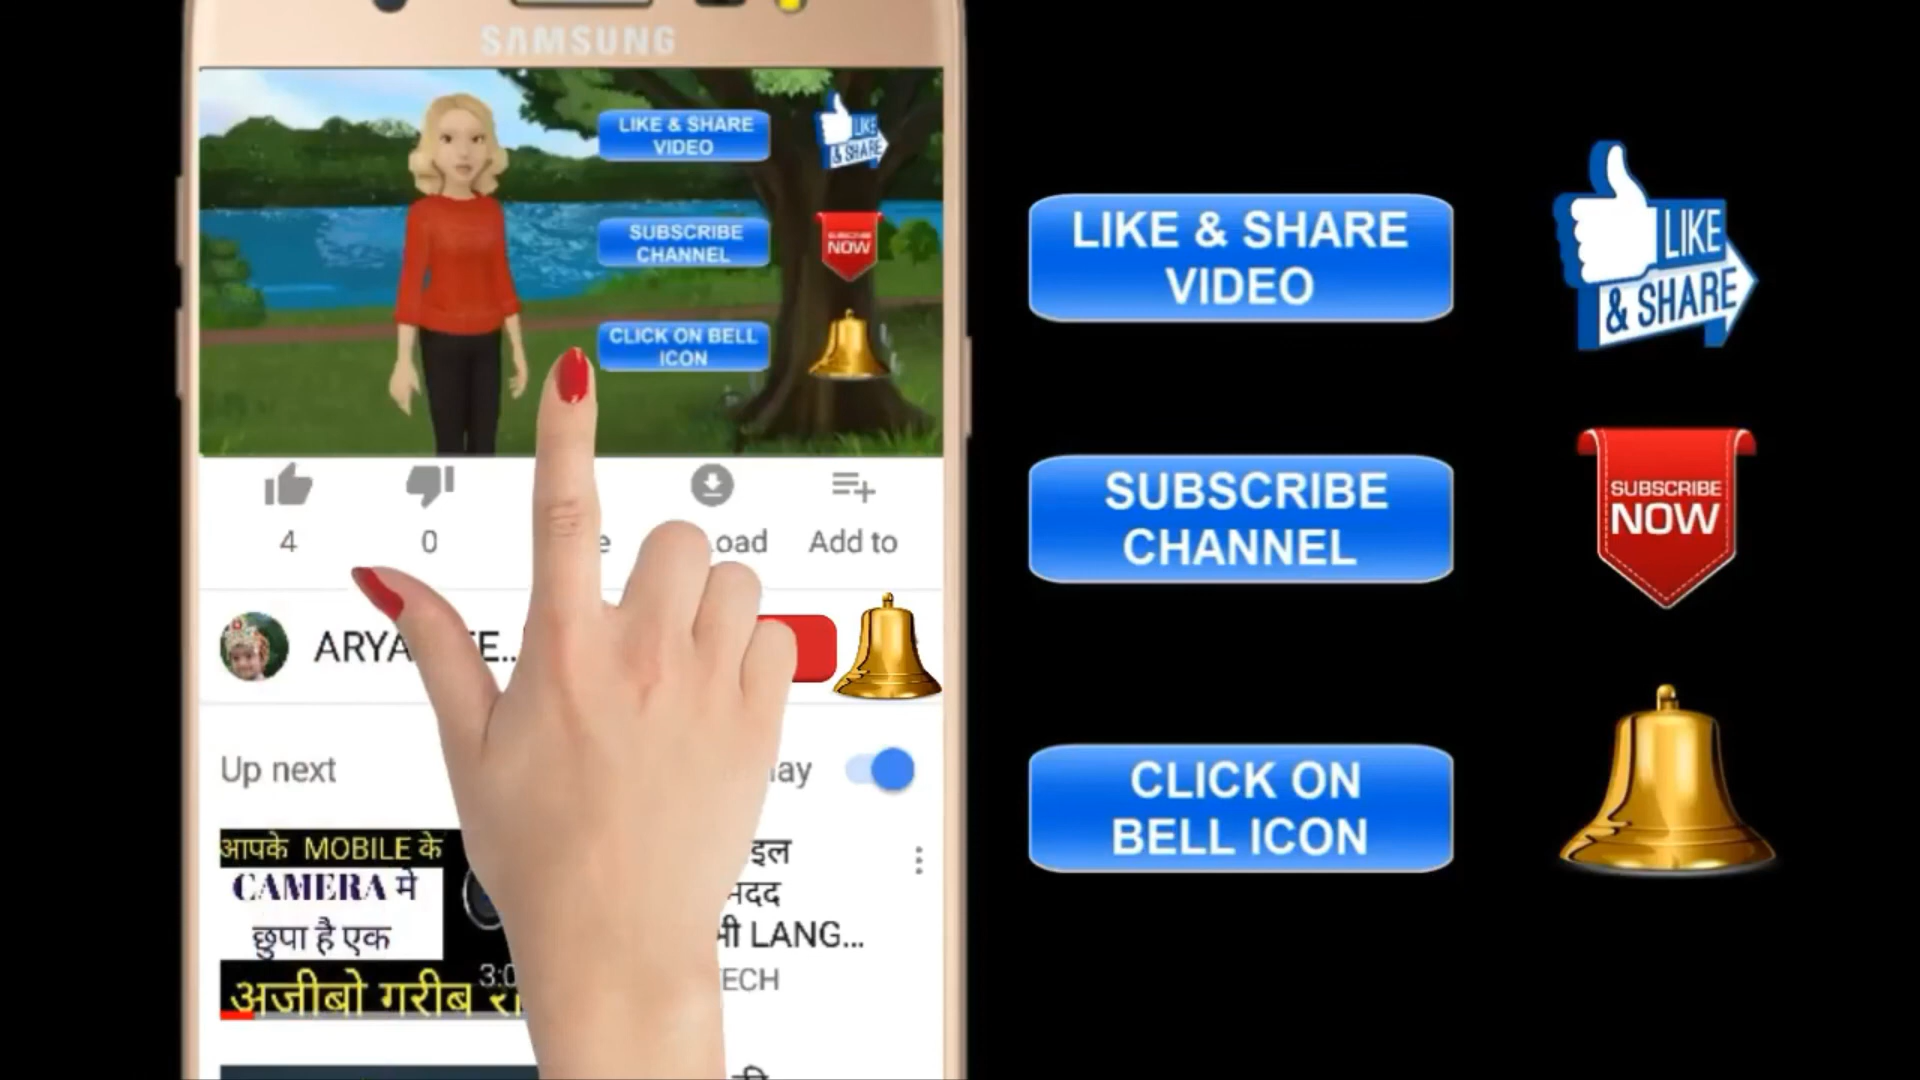 SAMSUNG
LIKE & SHARE
VIDEO
LIKE
& SHARE
SUBSCRIBE
CHANNEL
SUBSCRIBE
NOW
CLICK ON BELL
ICON
4
0
Add to
Up next
आपके MOBILE के
CAMERA मे
छुपा है एक
अजीबो गरीब
LANG...
LIKE & SHARE
VIDEO
LIKE
& SHARE
SUBSCRIBE
CHANNEL
SUBSCRIBE
NOW
CLICK ON
BELL ICON